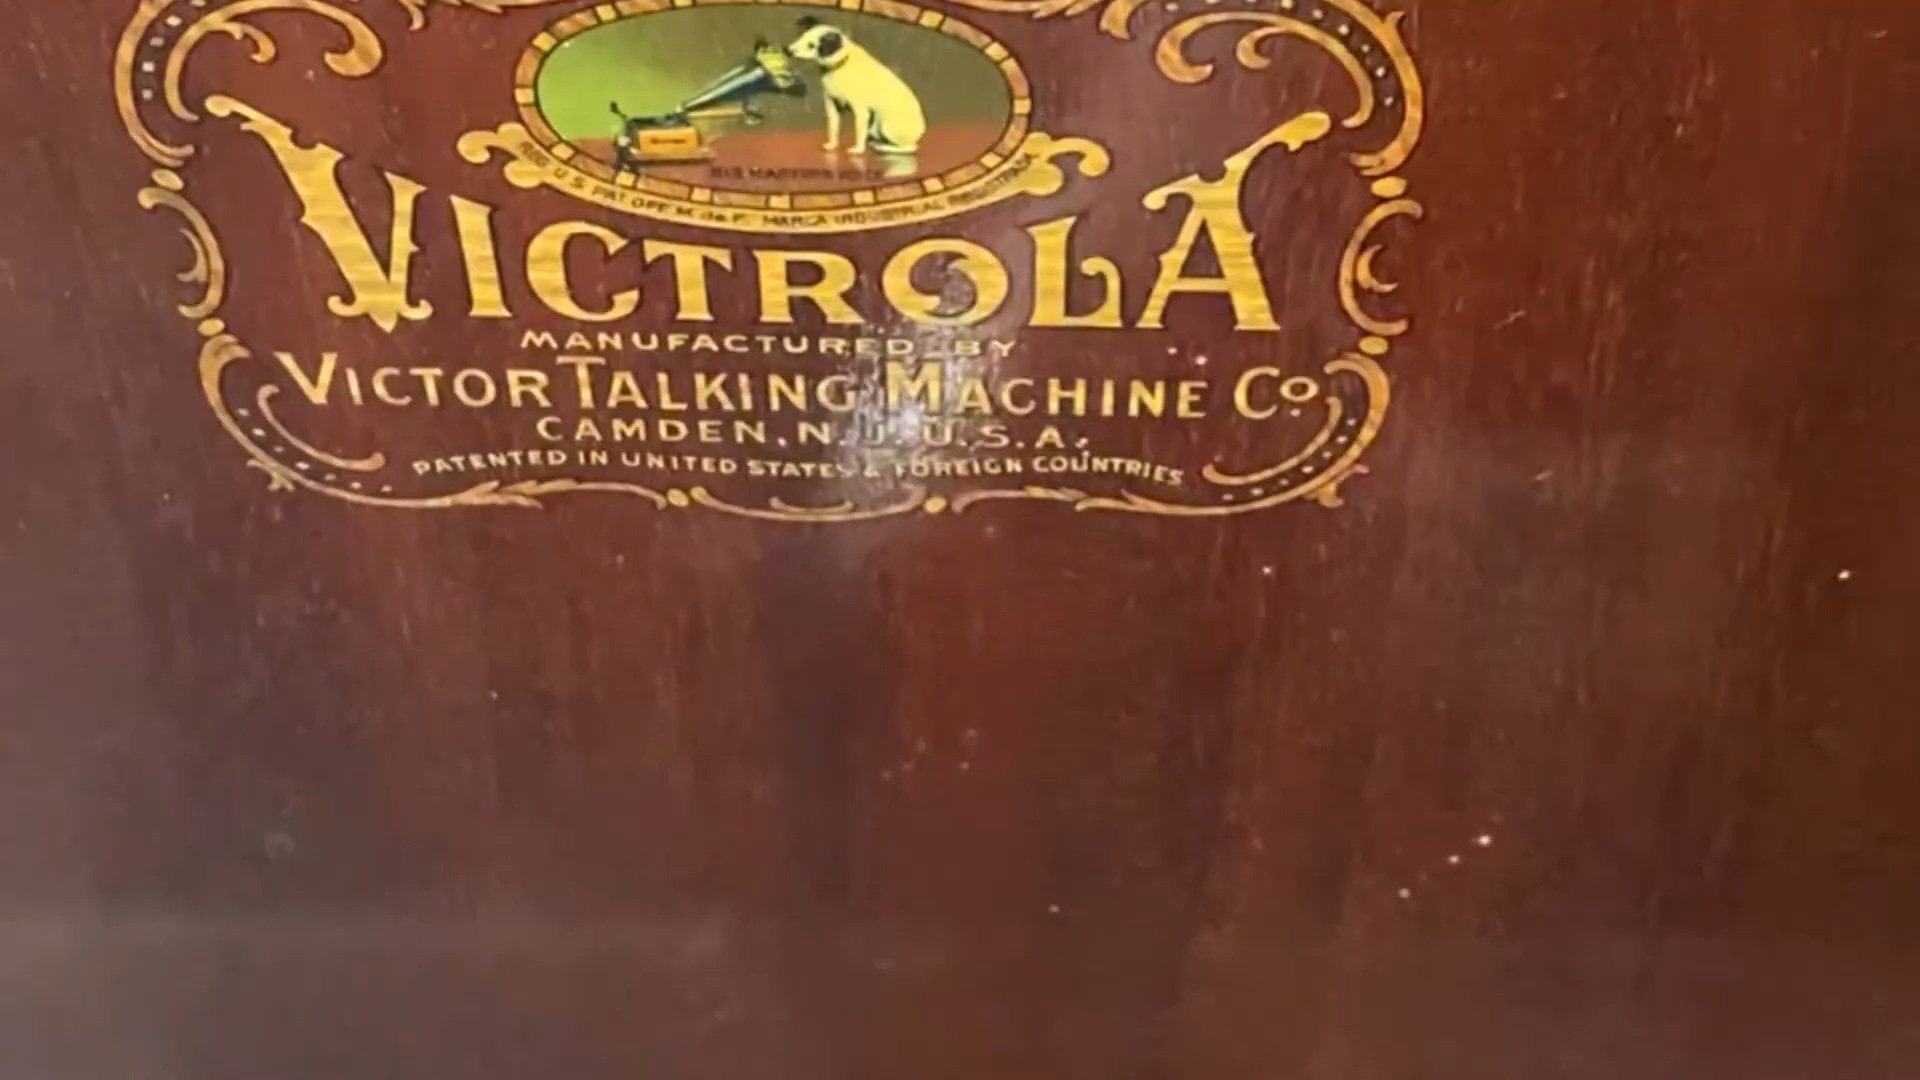 HIS MASTER'S VOICE
REG. U.S. PAT. OFF. M. de F. MARCA INDUSTRIAL REGISTRADA
VICTROLA
MANUFACTURED BY
VICTOR TALKING MACHINE CO.
CAMDEN, N.J. U.S.A.
PATENTED IN UNITED STATES & FOREIGN COUNTRIES